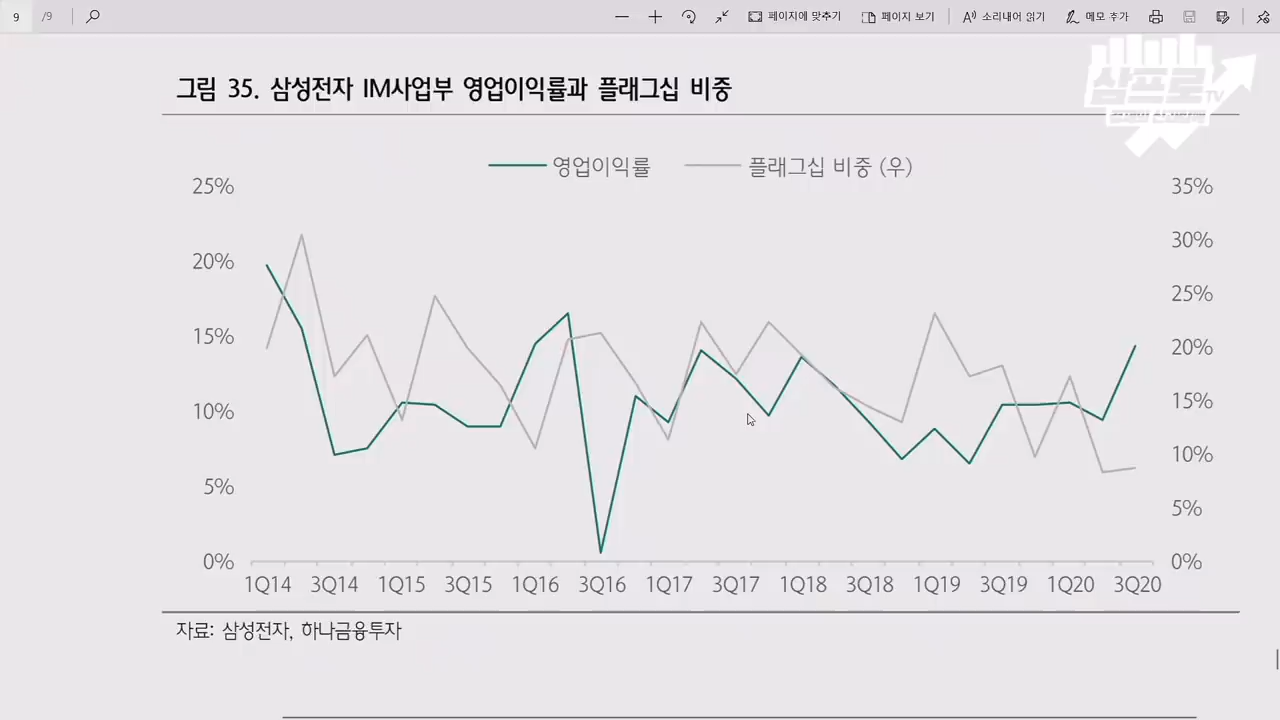 9 /9 페이지에 맞추기 페이지 보기 A 소리내어 읽기 메모 추가
삼프로TV
그림 35. 삼성전자 IM사업부 영업이익률과 플래그십 비중
영업이익률 플래그십 비중 (우)
25% 35%
30%
20%
25%
15%
20%
10%
15%
10%
5%
5%
0% 0%
1Q14 3Q14 1Q15 3Q15 1Q16 3Q16 1Q17 3Q17 1Q18 3Q18 1Q19 3Q19 1Q20 3Q20
자료: 삼성전자, 하나금융투자